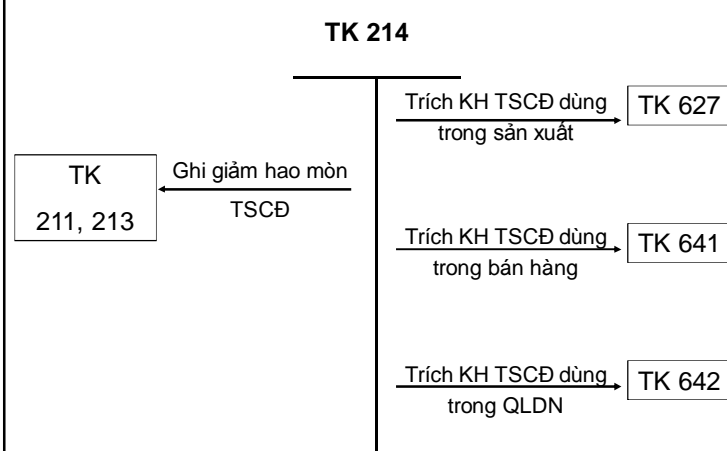 TK 214
Trích KH TSCĐ dùng
trong sản xuất
TK 627
TK
211, 213
Ghi giảm hao mòn
TSCĐ
Trích KH TSCĐ dùng
trong bán hàng
TK 641
Trích KH TSCĐ dùng
trong QLDN
TK 642